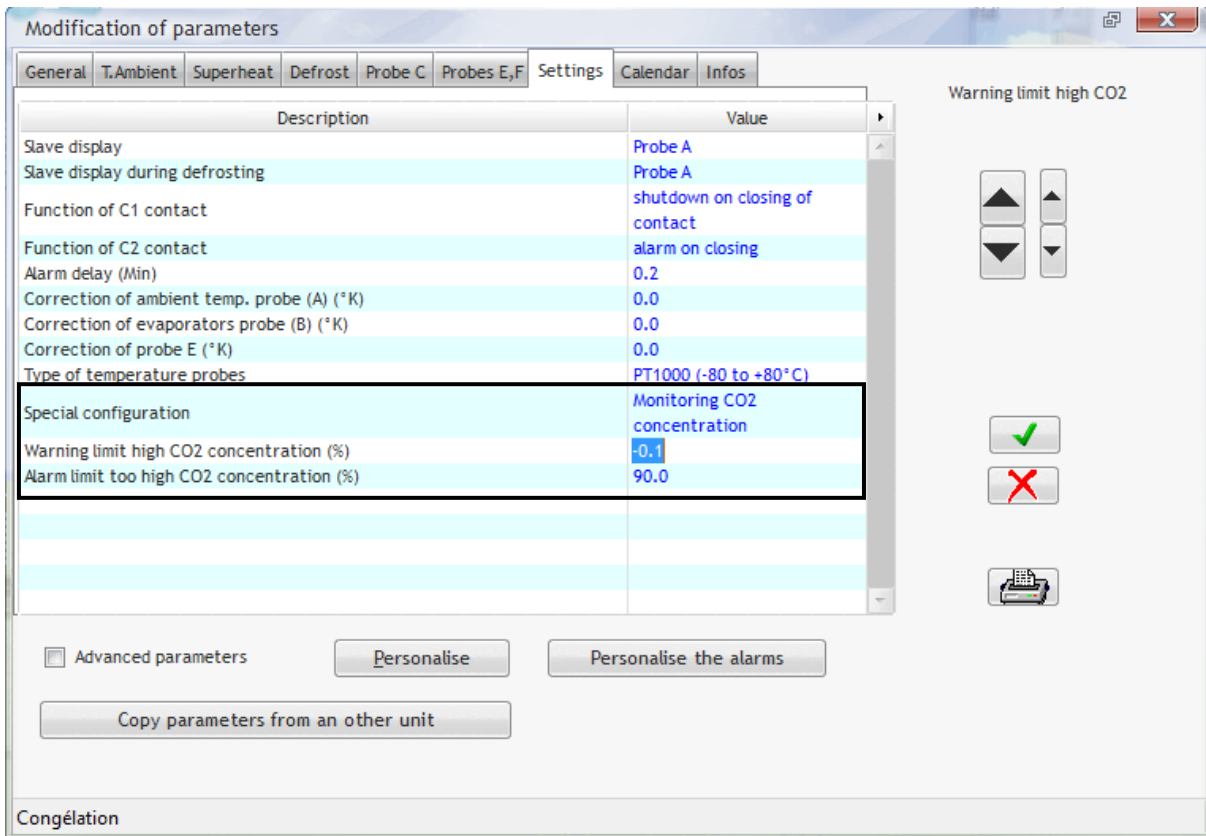 Modification of parameters
General T.Ambient Superheat Defrost Probe C Probes E,F Settings Calendar Infos
Warning limit high CO2
Description Value
Slave display Probe A
Slave display during defrosting Probe A
Function of C1 contact shutdown on closing of
contact
Function of C2 contact alarm on closing
Alarm delay (Min) 0.2
Correction of ambient temp. probe (A) (°K) 0.0
Correction of evaporators probe (B) (°K) 0.0
Correction of probe E (°K) 0.0
Type of temperature probes PT1000 (-80 to +80°C)
Special configuration Monitoring CO2
concentration
Warning limit high CO2 concentration (%) -0.1
Alarm limit too high CO2 concentration (%) 90.0
Advanced parameters Personalise Personalise the alarms
Copy parameters from an other unit
Congélation